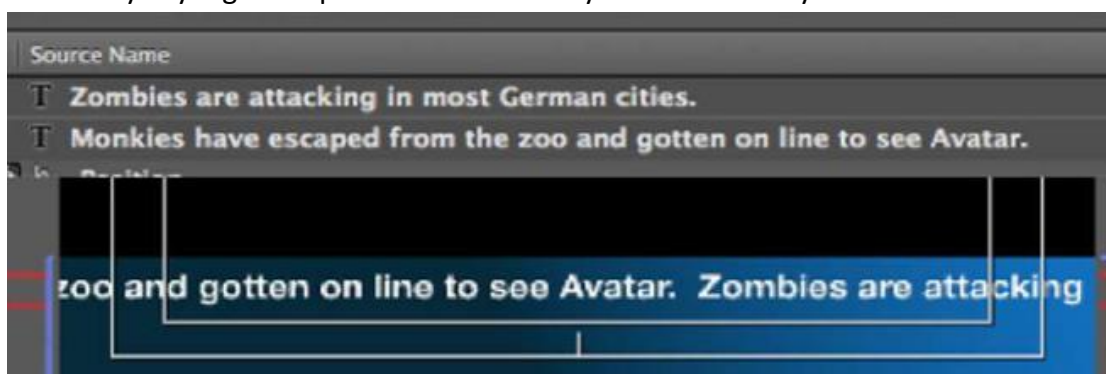 Source Name
T Zombies are attacking in most German cities.
T Monkies have escaped from the zoo and gotten on line to see Avatar.
Position
zoo and gotten on line to see Avatar. Zombies are attacking